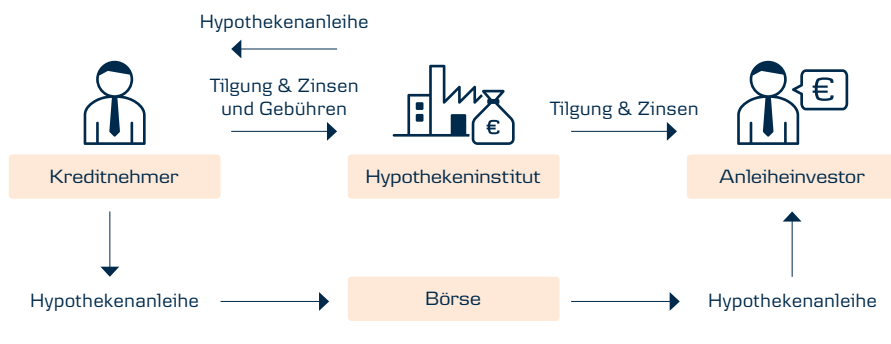 Hypothekenanleihe
Tilgung & Zinsen
und Gebühren
Tilgung & Zinsen
€
€
Kreditnehmer
Hypothekeninstitut
Anleiheinvestor
Hypothekenanleihe
Börse
Hypothekenanleihe